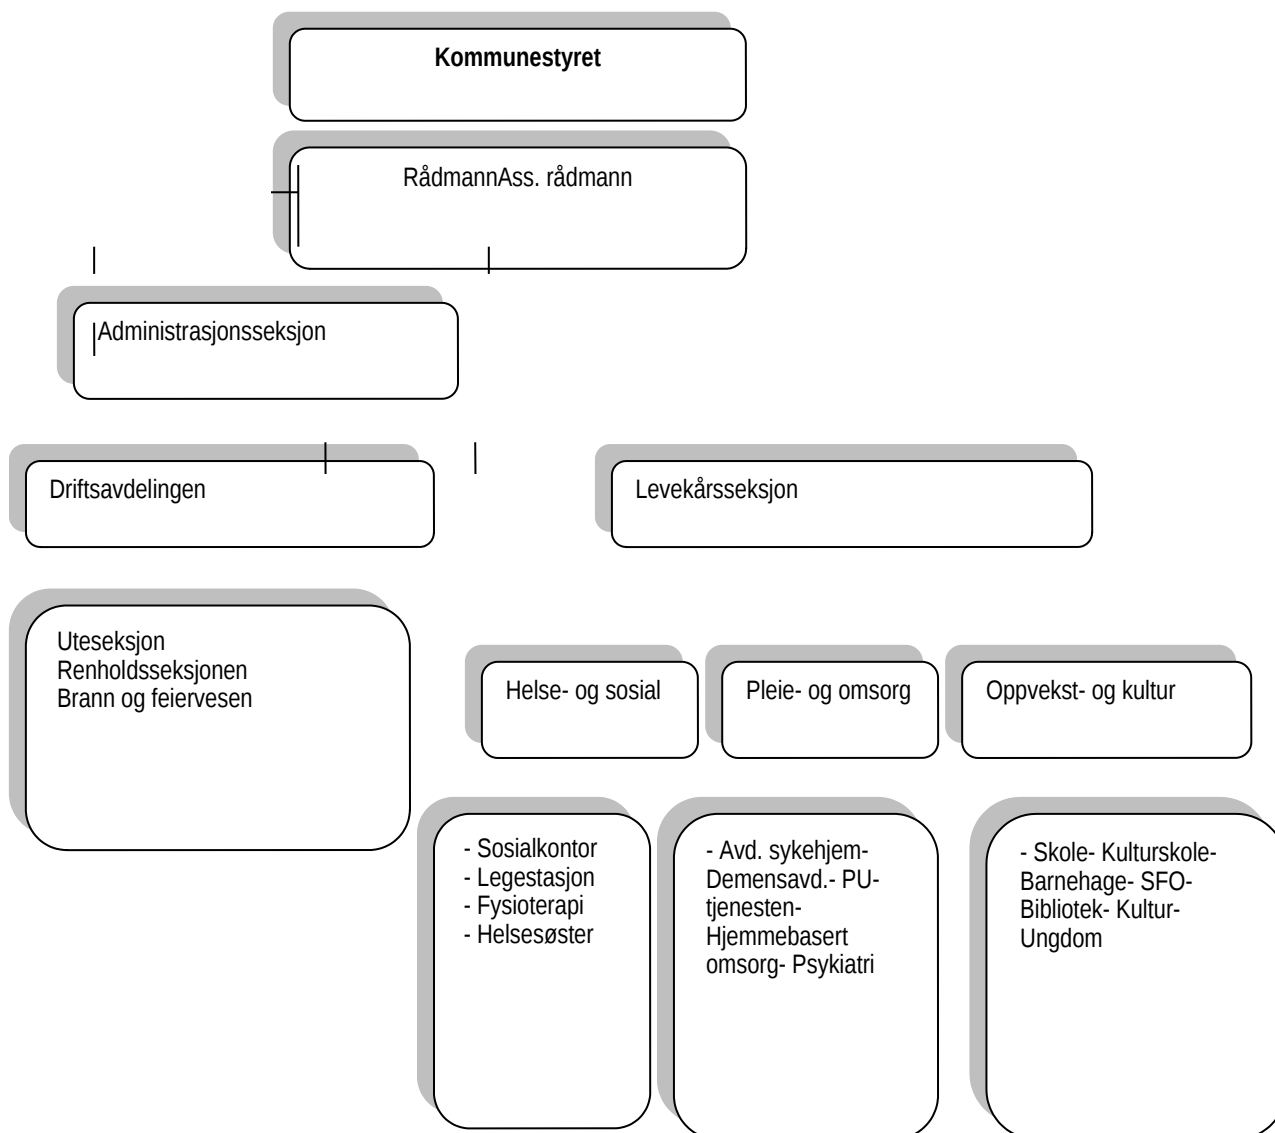 Kommunestyret
RådmannAss. rådmann
Administrasjonsseksjon
Driftsavdelingen
Levekårsseksjon
Uteseksjon
Renholdsseksjonen
Brann og feiervesen
Helse- og sosial
Pleie- og omsorg
Oppvekst- og kultur
- Sosialkontor
- Legestasjon
- Fysioterapi
- Helsesøster
- Avd. sykehjem-
Demensavd.- PU-
tjenesten-
Hjemmebasert
omsorg- Psykiatri
- Skole- Kulturskole-
Barnehage- SFO-
Bibliotek- Kultur-
Ungdom